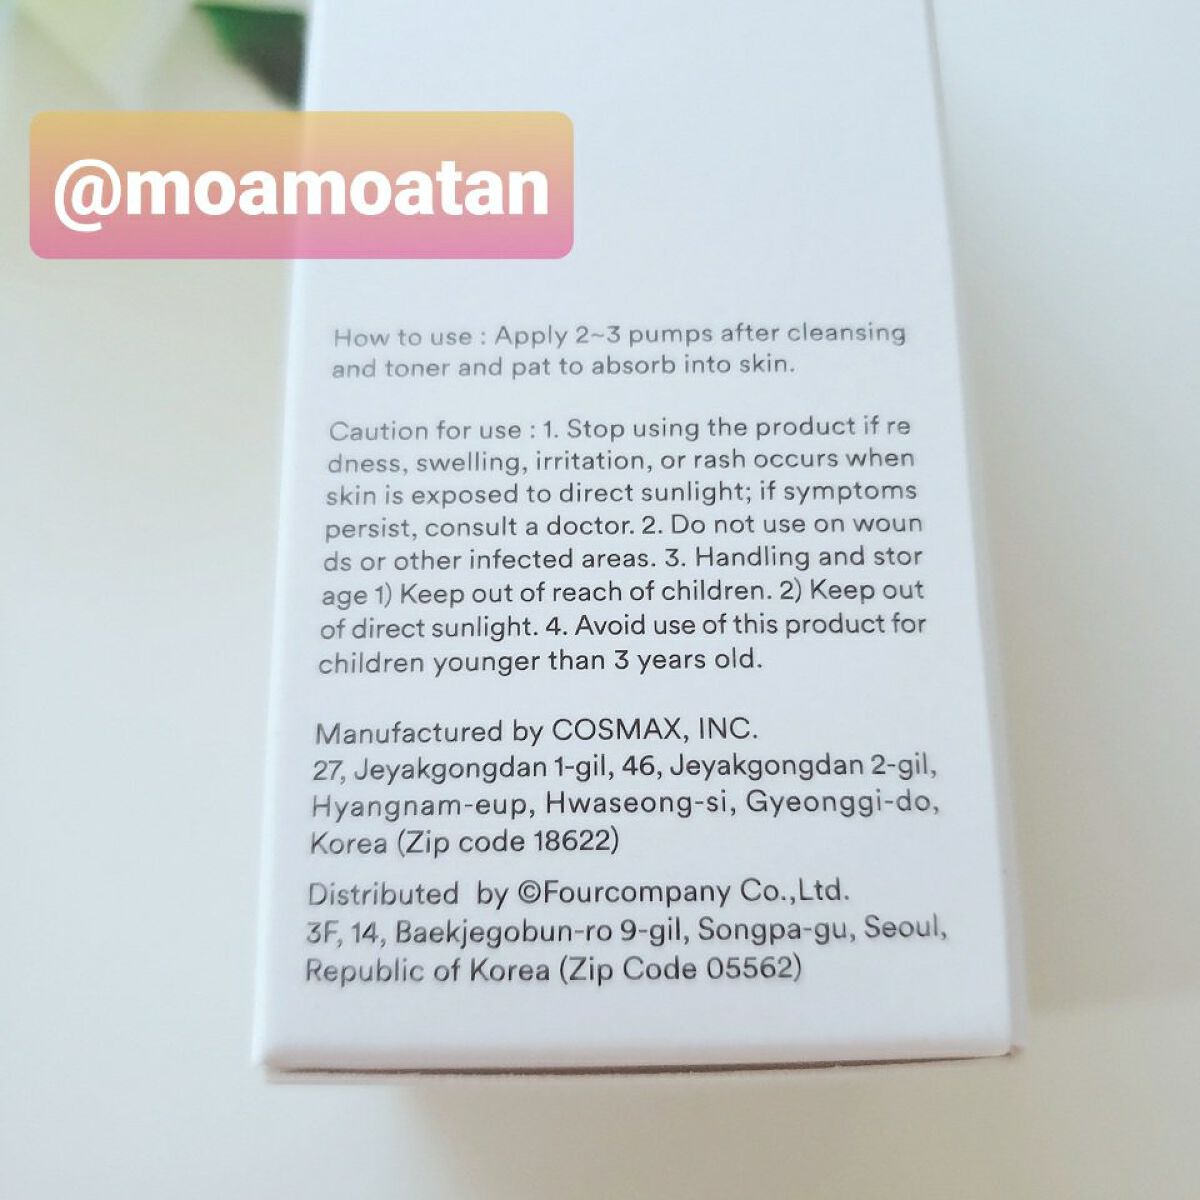 @moamoatan
How to use : Apply 2~3 pumps after cleansing
and toner and pat to absorb into skin.
Caution for use : 1. Stop using the product if re
dness, swelling, irritation, or rash occurs when
skin is exposed to direct sunlight; if symptoms
persist, consult a doctor. 2. Do not use on woun
ds or other infected areas. 3. Handling and stor
age 1) Keep out of reach of children. 2) Keep out
of direct sunlight. 4. Avoid use of this product for
children younger than 3 years old.
Manufactured by COSMAX, INC.
27, Jeyakgongdan 1-gil, 46, Jeyakgongdan 2-gil,
Hyangnam-eup, Hwaseong-si, Gyeonggi-do,
Korea (Zip code 18622)
Distributed by ©Fourcompany Co.,Ltd.
3F, 14, Baekjegobun-ro 9-gil, Songpa-gu, Seoul,
Republic of Korea (Zip Code 05562)